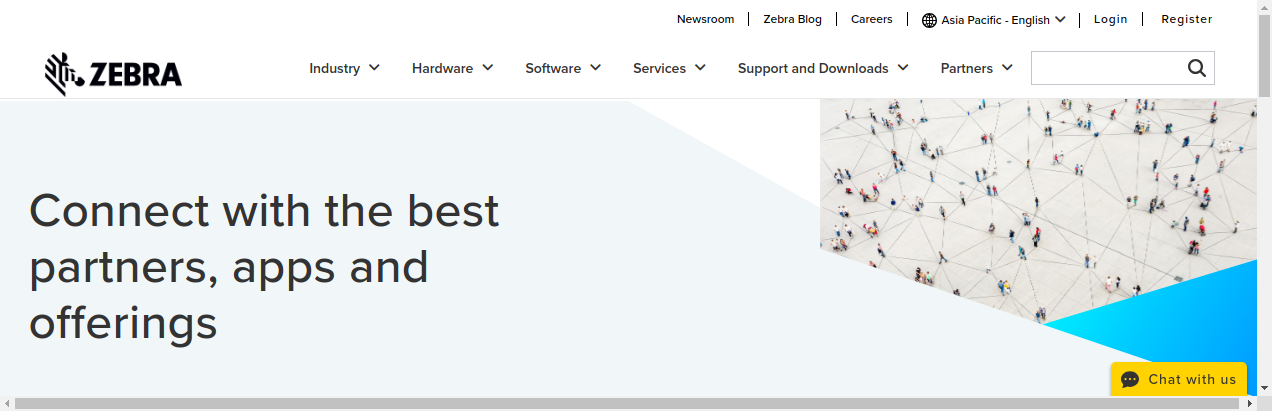 Newsroom Zebra Blog Careers Asia Pacific - English Login Register
ZEBRA Industry Hardware Software Services Support and Downloads Partners
Connect with the best
partners, apps and
offerings
Chat with us